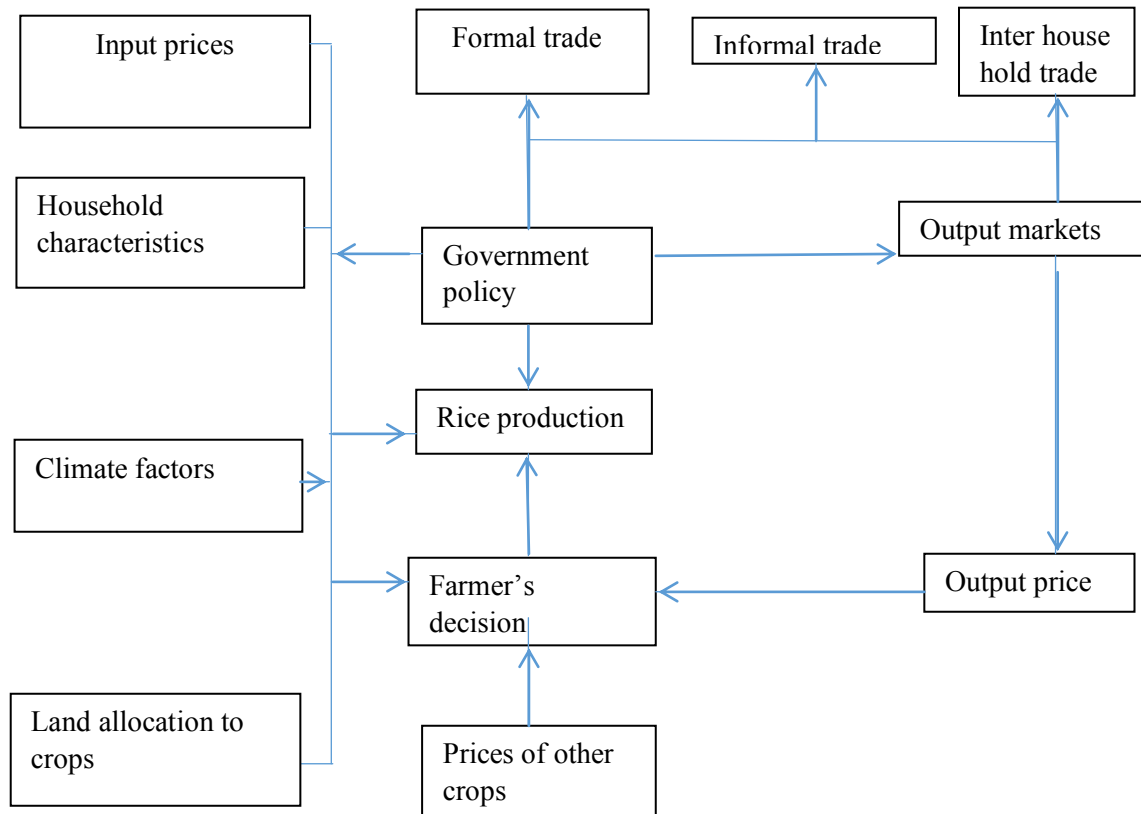 Input prices
Formal trade
Informal trade
Inter house
hold trade
Household
characteristics
Government
policy
Output markets
Rice production
Climate factors
Farmer’s
decision
Output price
Land allocation to
crops
Prices of other
crops